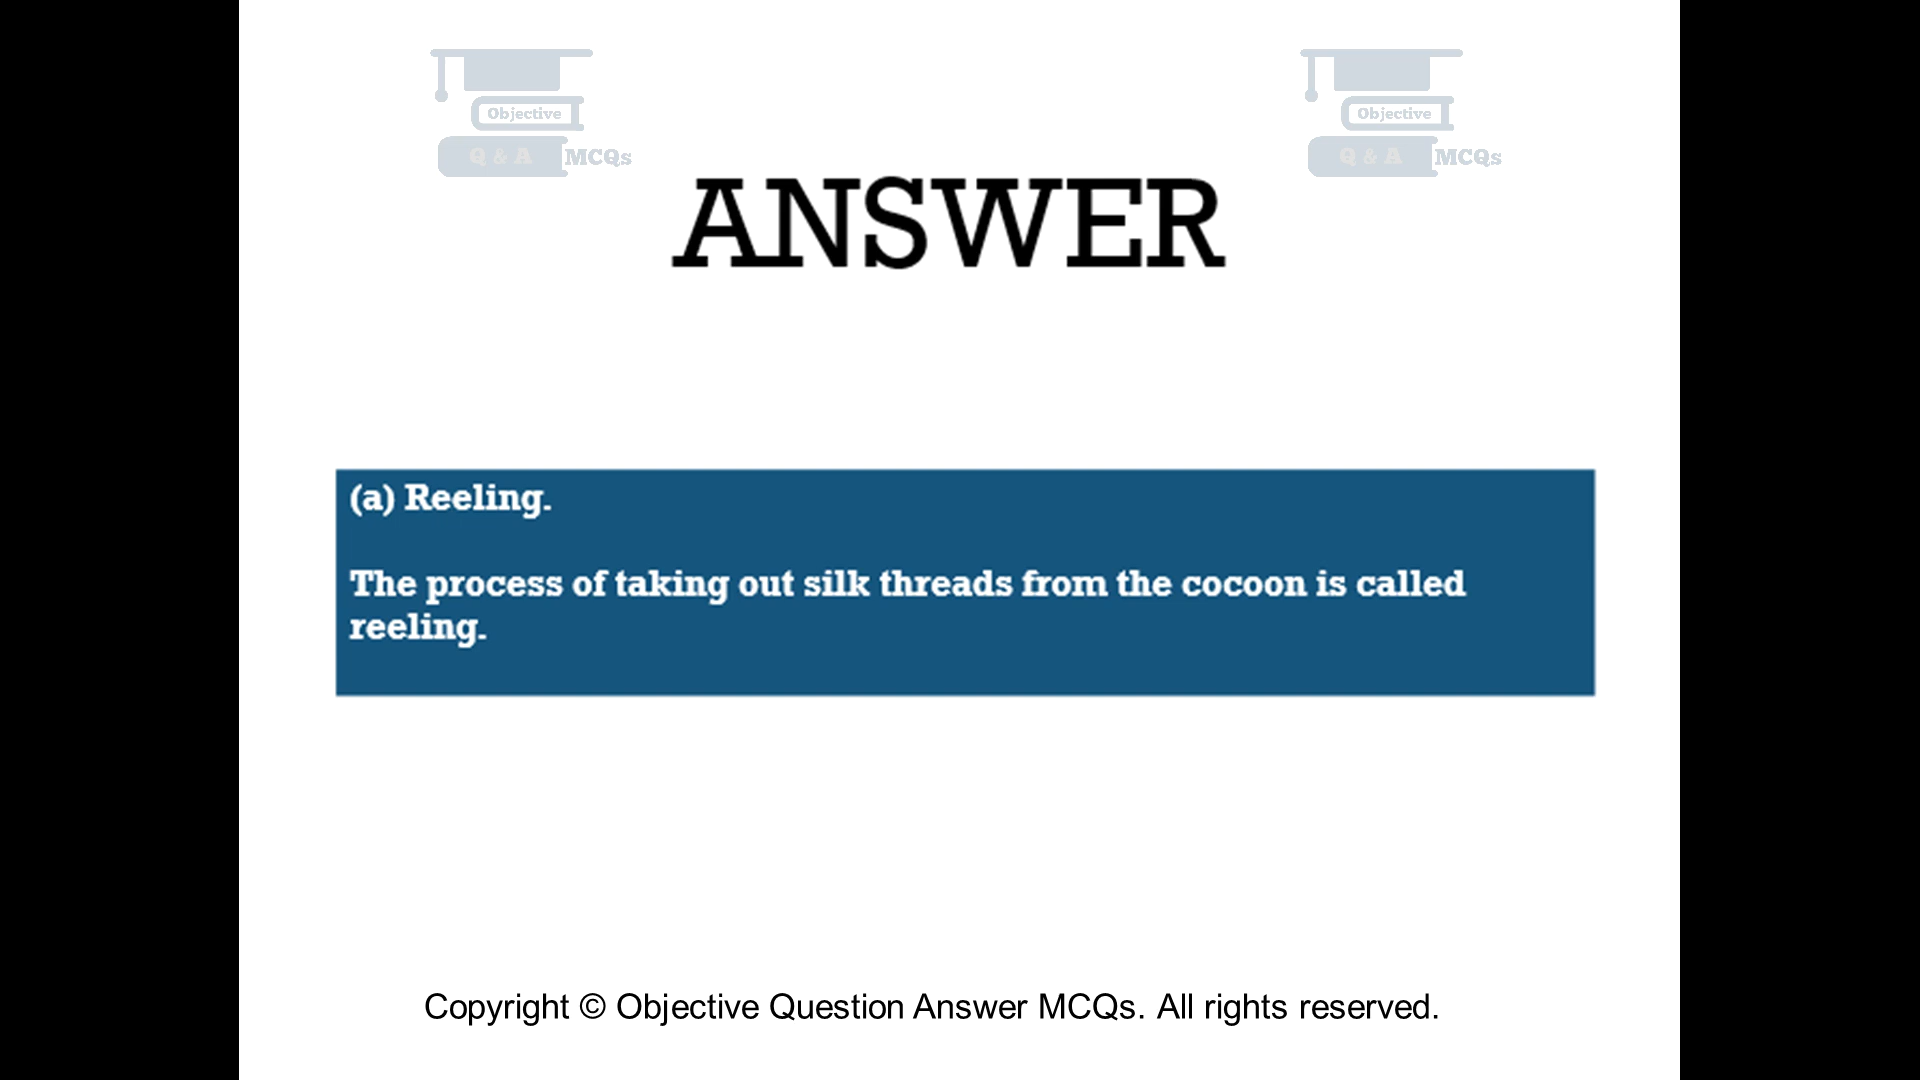 Objective
Q & A MCQs
Objective
Q & A MCQs
ANSWER
(a) Reeling.
The process of taking out silk threads from the cocoon is called
reeling.
Copyright © Objective Question Answer MCQs. All rights reserved.